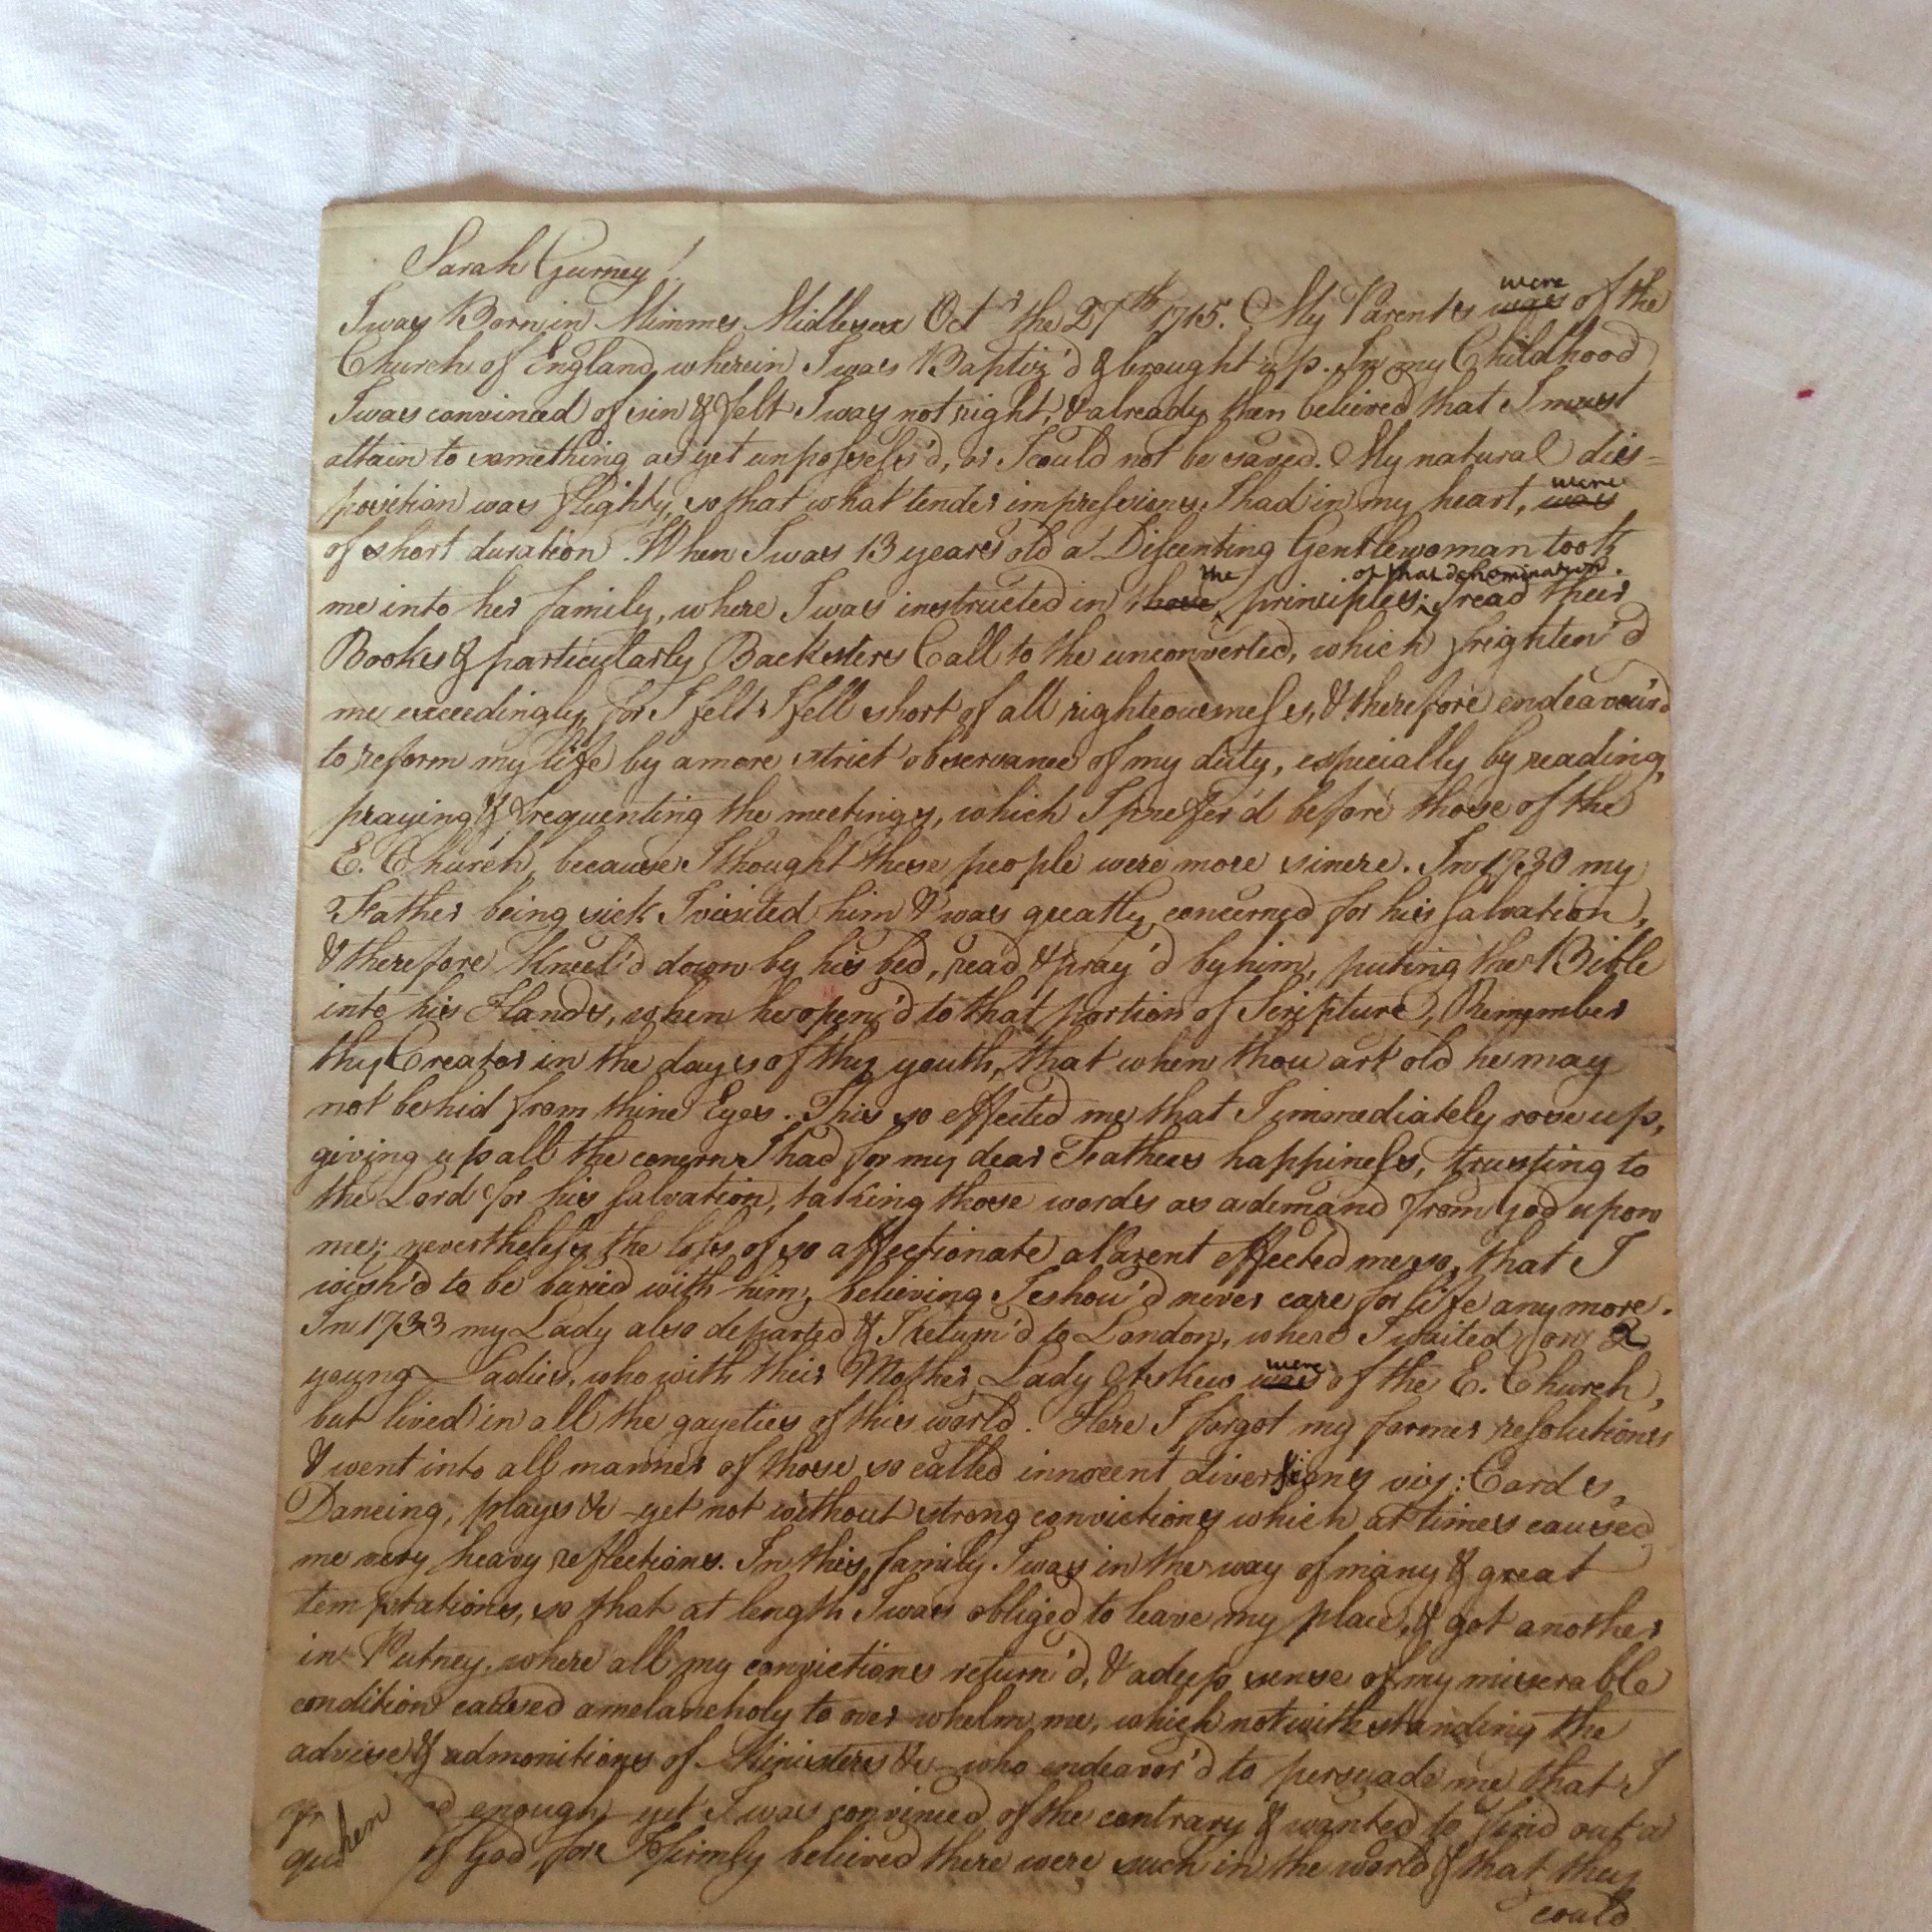 Sarah Gurney
I was Born in Mimms Midlesex Oct.r the 27th 1715. My Parents were of the
Church of England, wherein I was Baptiz'd & brought up. In my Childhood
I was convinced of sin & felt I was not right, & already then believed that I must
attain to something as yet unpossess'd, or I could not be saved. My natural dis=
position was flighty, so that what tender impressions I had in my heart, were
of short duration. When I was 13 years old a Discenting Gentlewoman took
me into her family, where I was instructed in the principles of that denomination. I read their
Books & particularly Backsters Call to the unconverted, which frighten'd
me exceedingly, for I felt I fell short of all righteousness, & therefore endeavour'd
to reform my life by a more strict observance of my duty, especially by reading,
praying & frequenting the meetings, which I prefer'd before those of the
E. Church, because I thought these people were more sincere. In 1730 my
Father being sick I visited him & was greatly concerned for his salvation,
& therefore Kneel'd down by his bed, read & pray'd by him, puting the Bible
into his Hands, when he open'd to that portion of Scripture, Remember
thy Creator in the days of thy youth, that when thou art old he may
not be hid from thine Eyes. This so effected me that I immediately rose up,
giving up all the concern I had for my dear Fathers happiness, trusting to
the Lord for his salvation, taking those words as a demand from God upon
me; nevertheless the loss of so affectionate a Parent effected me so, that I
wish'd to be buried with him, believing I shou'd never care for life any more.
In 1733 my Lady also departed & I return'd to London, where I waited on 2
young Ladies, who with their Mother Lady Askew were of the E. Church,
but lived in all the gayeties of this world. Here I forgot my former resolutions
& went into all manner of those so called innocent diversions viz: Cards,
Dancing, plays &c - yet not without strong convictions which at times caused
me very heavy reflections. In this family I was in the way of many & great
temptations, so that at length I was obliged to leave my place, & got another
in Putney, where all my convictions return'd, & a deep sense of my misserable
condition caused a melancholy to over whelm me, which notwithstanding the
advise & admonitions of Ministers &c - who endeavor'd to persuade me that I
enough, yet I was convinced of the contrary & wanted to find out a
of God, for I firmly believed there were such in the world & that they
could